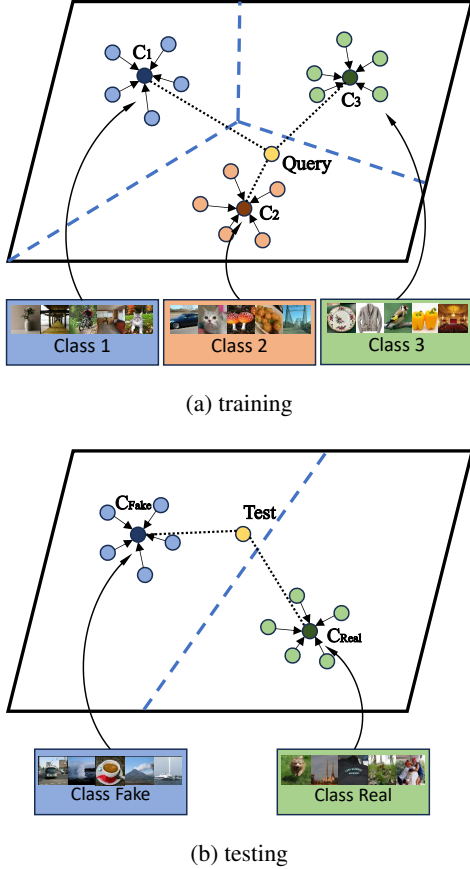 C1
C3
Query
C2
Class 1
Class 2
Class 3
(a) training
CFake
Test
CReal
Class Fake
Class Real
(b) testing